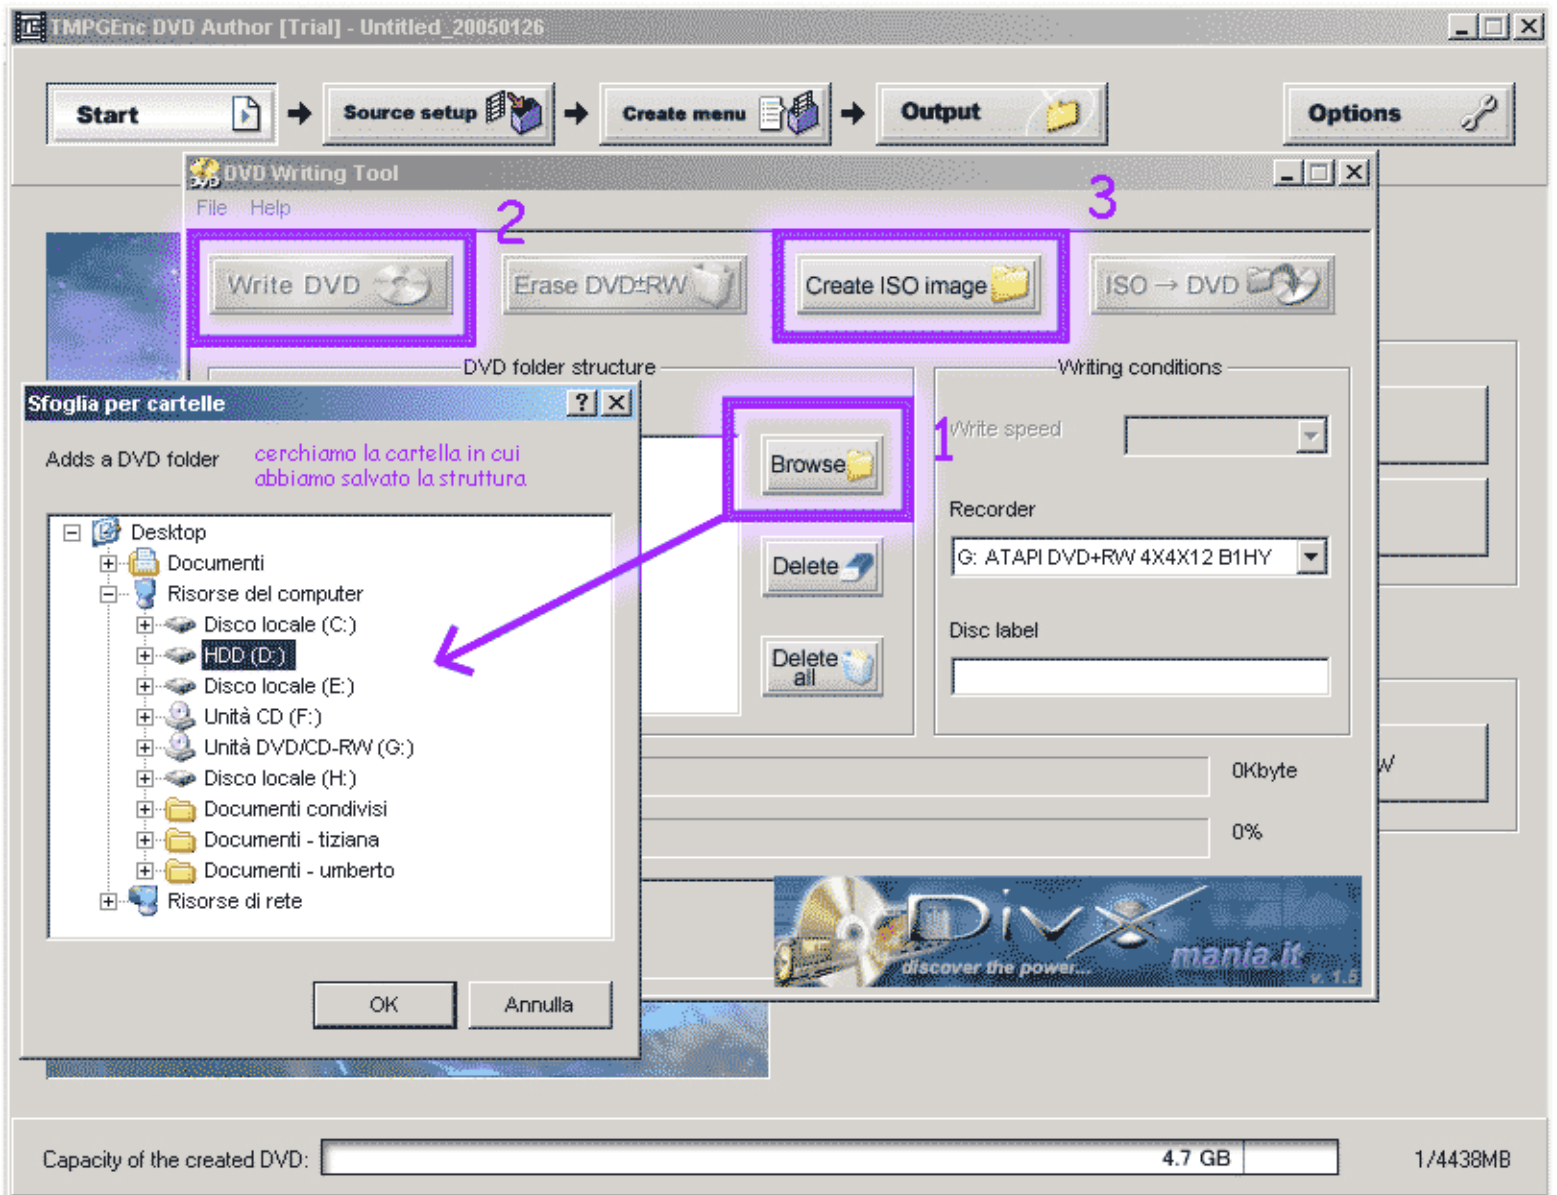 TMPGEnc DVD Author [Trial] - Untitled_20050126
Start
Source setup
Create menu
Output
Options
DVD Writing Tool
File Help
2
3
Write DVD
Erase DVD±RW
Create ISO image
ISO → DVD
DVD folder structure
Writing conditions
Sfoglia per cartelle
Adds a DVD folder
cerchiamo la cartella in cui
abbiamo salvato la struttura
Browse
1
Write speed
Recorder
G: ATAPI DVD+RW 4X4X12 B1HY
Delete
Disc label
Delete
all
Desktop
Documenti
Risorse del computer
Disco locale (C:)
HDD (D:)
Disco locale (E:)
Unità CD (F:)
Unità DVD/CD-RW (G:)
Disco locale (H:)
Documenti condivisi
Documenti - tiziana
Documenti - umberto
Risorse di rete
0Kbyte
W
0%
DivX
mania.it
discover the power...
v. 1.5
OK
Annulla
Capacity of the created DVD:
4.7 GB
1/4438MB